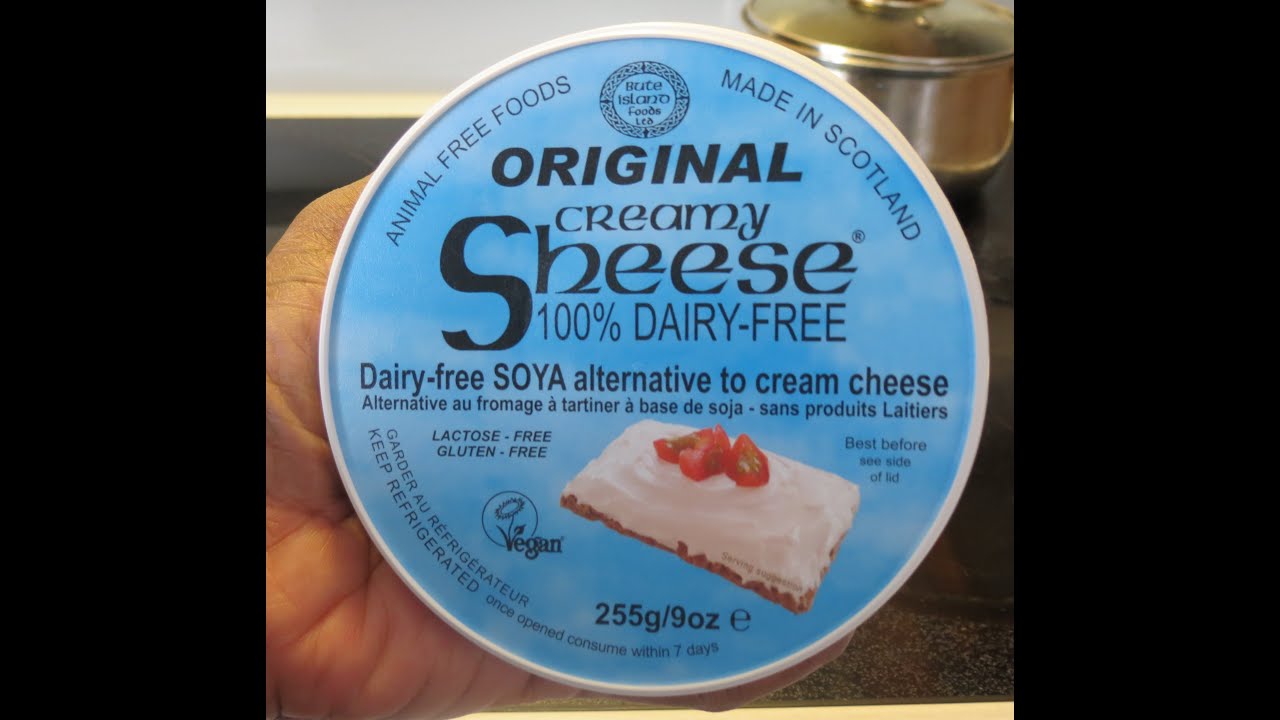 ANIMAL FREE FOODS
Bute
Island
Foods
Ltd
MADE IN SCOTLAND
ORIGINAL
CREAMY
Sheese®
100% DAIRY-FREE
Dairy-free SOYA alternative to cream cheese
Alternative au fromage à tartiner à base de soja - sans produits Laitiers
LACTOSE - FREE
GLUTEN - FREE
Best before
see side
of lid
GARDER AU RÉFRIGÉRATEUR
KEEP REFRIGERATED
once opened consume within 7 days
Vegan
Serving suggestion
255g/9oz ℮